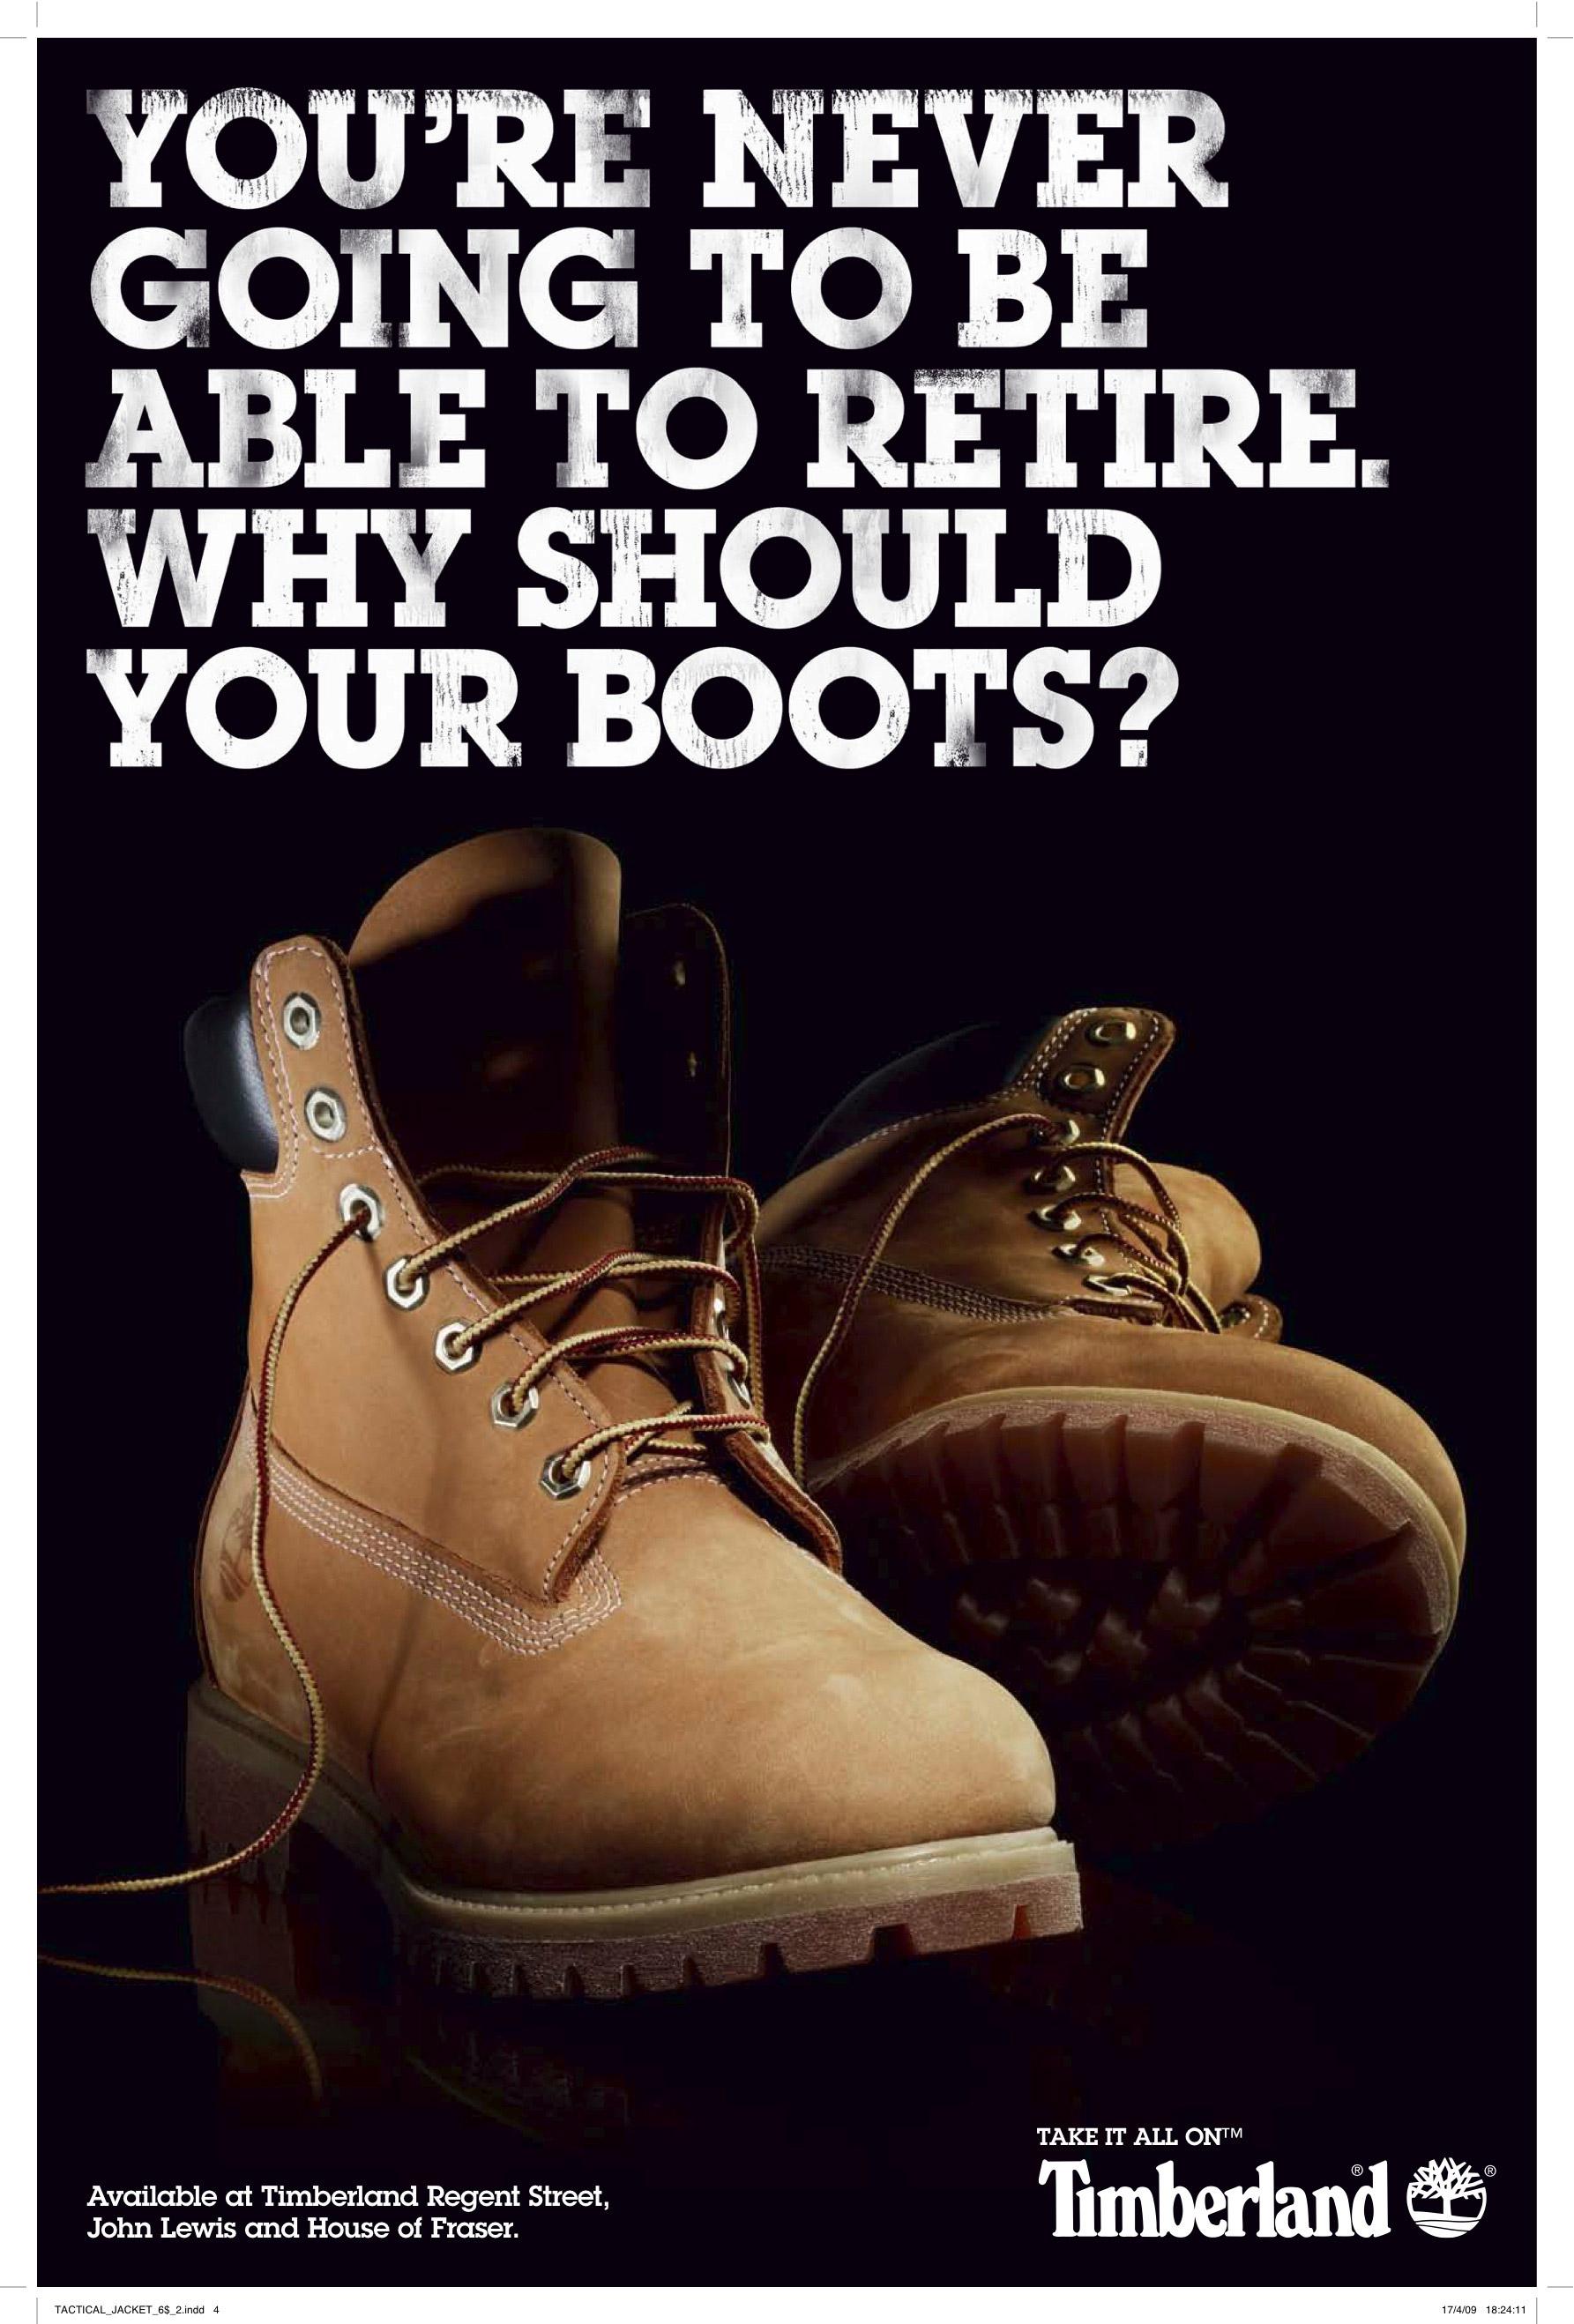 YOU'RE NEVER
GOING TO BE
ABLE TO RETIRE.
WHY SHOULD
YOUR BOOTS?
TAKE IT ALL ON™
Timberland® ®
Available at Timberland Regent Street,
John Lewis and House of Fraser.
TACTICAL_JACKET_6$_2.indd 4
17/4/09 18:24:11